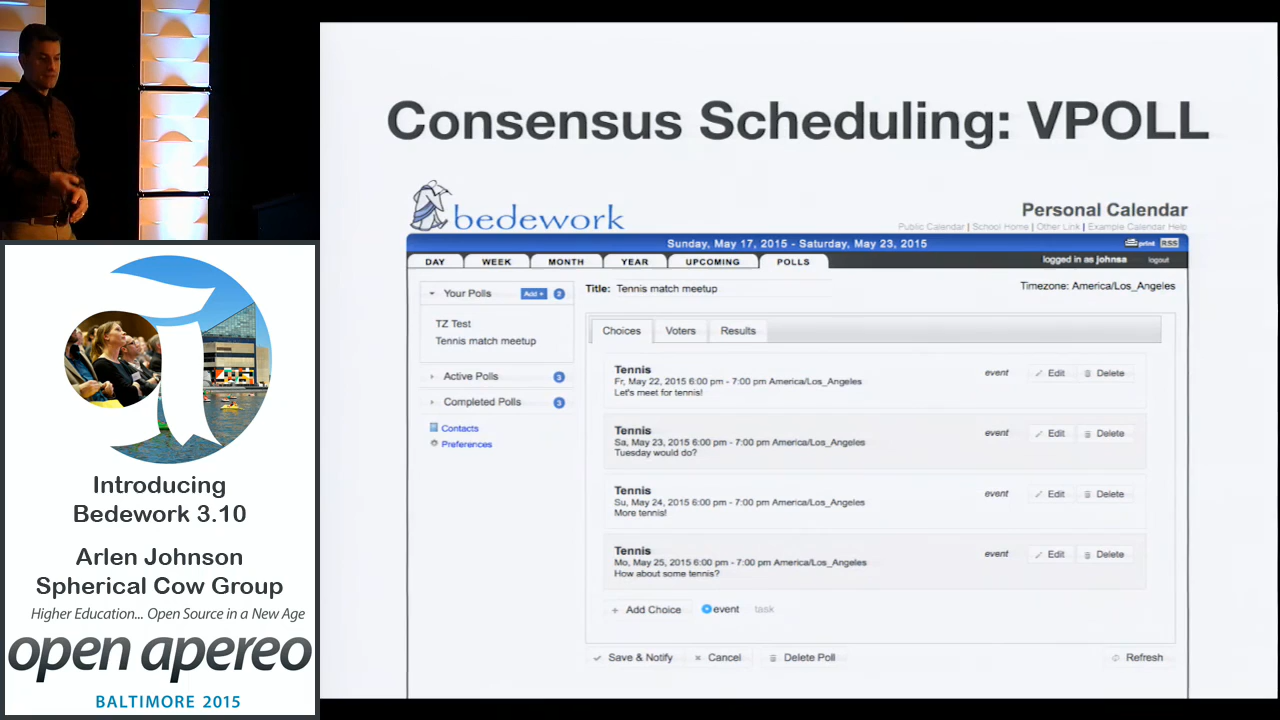 Consensus Scheduling: VPOLL
bedework
Personal Calendar
Public Calendar | School Home | Other Link | Example Calendar Help
Sunday, May 17, 2015 - Saturday, May 23, 2015
print RSS
DAY WEEK MONTH YEAR UPCOMING POLLS
logged in as johnsa logout
Your Polls Add + 2
TZ Test
Tennis match meetup
Active Polls 3
Completed Polls 3
Contacts
Preferences
Title: Tennis match meetup
Timezone: America/Los_Angeles
Choices Voters Results
Tennis
Fr, May 22, 2015 6:00 pm - 7:00 pm America/Los_Angeles
Let's meet for tennis!
event Edit Delete
Tennis
Sa, May 23, 2015 6:00 pm - 7:00 pm America/Los_Angeles
Tuesday would do?
event Edit Delete
Tennis
Su, May 24, 2015 6:00 pm - 7:00 pm America/Los_Angeles
More tennis!
event Edit Delete
Tennis
Mo, May 25, 2015 6:00 pm - 7:00 pm America/Los_Angeles
How about some tennis?
event Edit Delete
+ Add Choice event task
Save & Notify Cancel Delete Poll Refresh
Introducing
Bedework 3.10
Arlen Johnson
Spherical Cow Group
Higher Education... Open Source in a New Age
open apereo
BALTIMORE 2015